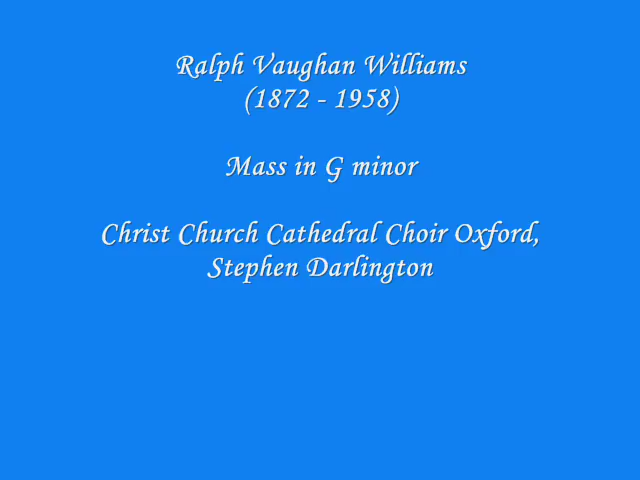 Ralph Vaughan Williams
(1872 - 1958)
Mass in G minor
Christ Church Cathedral Choir Oxford,
Stephen Darlington